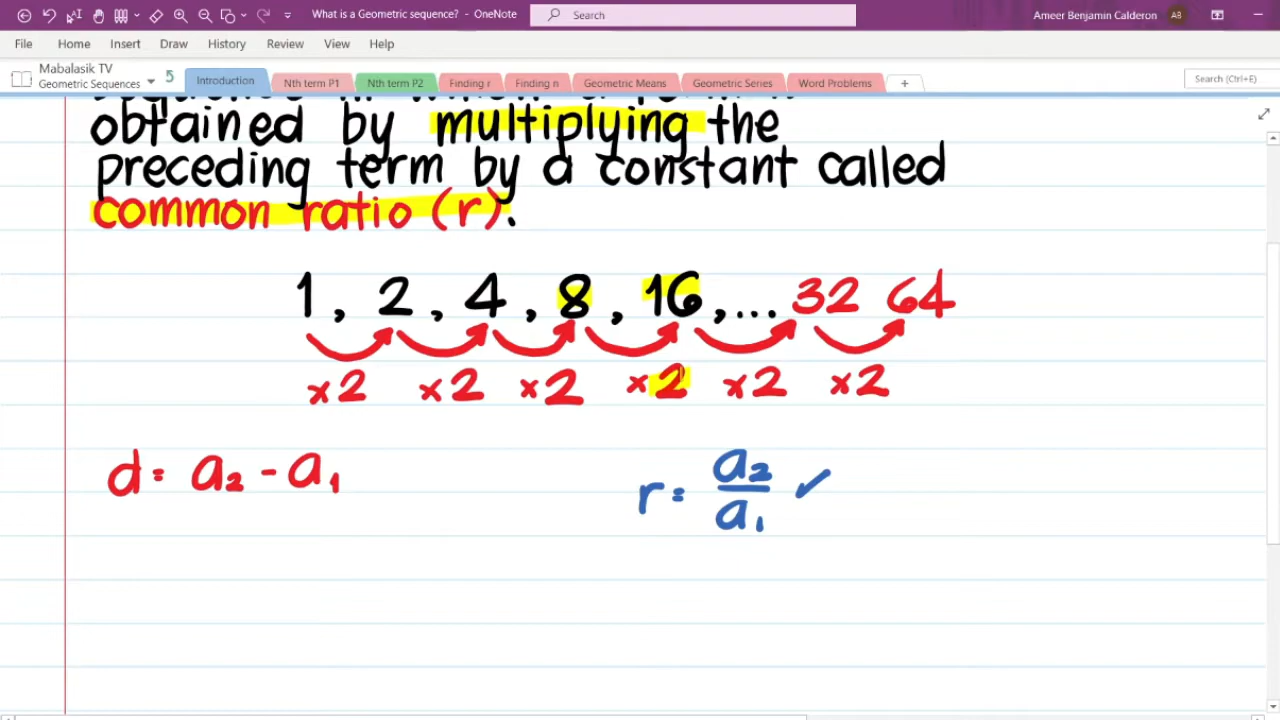 What is a Geometric sequence? - OneNote
Search
Ameer Benjamin Calderon
AB
File Home Insert Draw History Review View Help
Mabalasik TV
Geometric Sequences
Introduction
Nth term P1
Nth term P2
Finding r
Finding n
Geometric Means
Geometric Series
Word Problems
+
Search (Ctrl+E)
obtained by multiplying the
preceding term by a constant called
common ratio (r).
1, 2, 4, 8, 16, ... 32 64
×2 ×2 ×2 ×2 ×2 ×2
d = a₂ - a₁
r = a₂/a₁ ✓